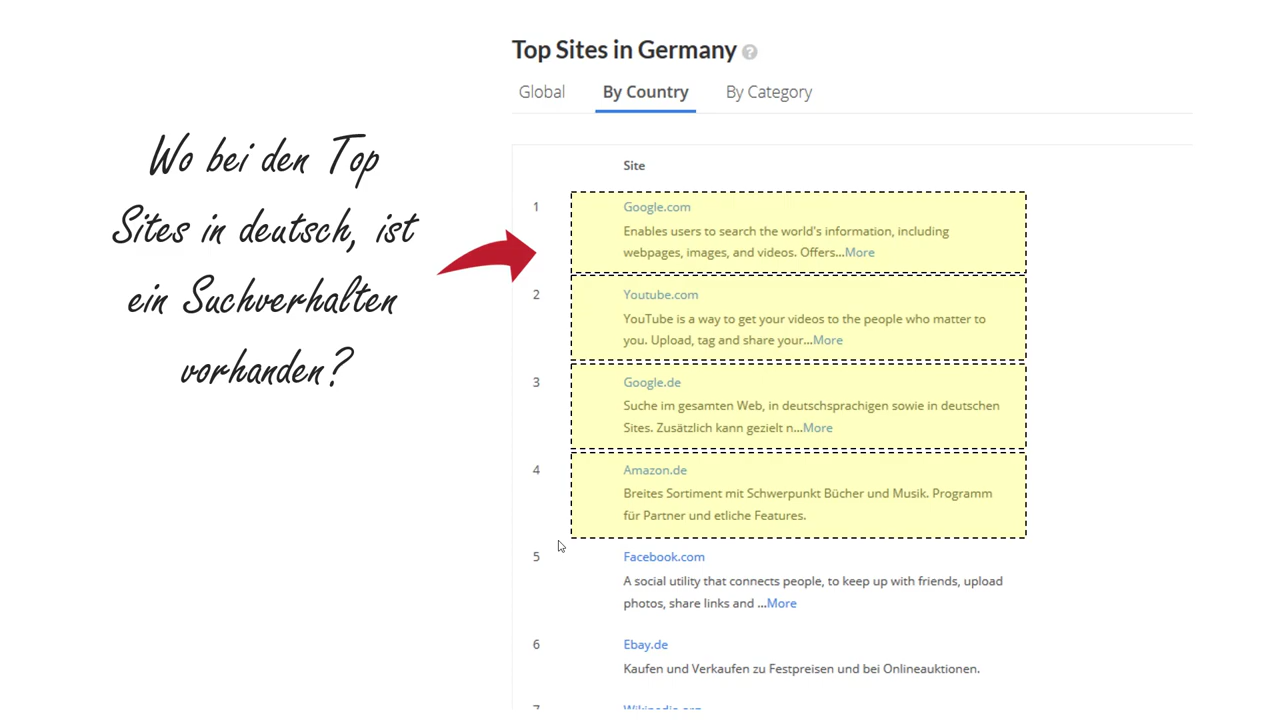 Top Sites in Germany ?
Global By Country By Category
Wo bei den Top
Sites in deutsch, ist
ein Suchverhalten
vorhanden?
Site
1 Google.com
Enables users to search the world's information, including
webpages, images, and videos. Offers...More
2 Youtube.com
YouTube is a way to get your videos to the people who matter to
you. Upload, tag and share your...More
3 Google.de
Suche im gesamten Web, in deutschsprachigen sowie in deutschen
Sites. Zusätzlich kann gezielt n...More
4 Amazon.de
Breites Sortiment mit Schwerpunkt Bücher und Musik. Programm
für Partner und etliche Features.
5 Facebook.com
A social utility that connects people, to keep up with friends, upload
photos, share links and ...More
6 Ebay.de
Kaufen und Verkaufen zu Festpreisen und bei Onlineauktionen.
7 Wikipedia.org